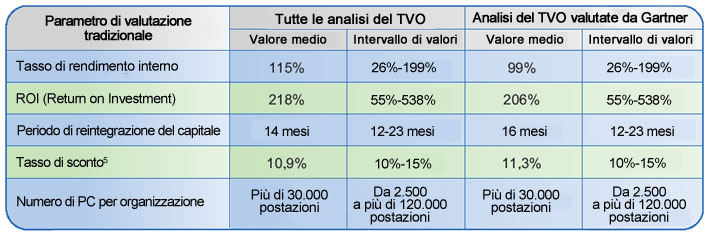 Parametro di valutazione tradizionale | Tutte le analisi del TVO | Analisi del TVO valutate da Gartner
Valore medio | Intervallo di valori | Valore medio | Intervallo di valori
Tasso di rendimento interno | 115% | 26%-199% | 99% | 26%-199%
ROI (Return on Investment) | 218% | 55%-538% | 206% | 55%-538%
Periodo di reintegrazione del capitale | 14 mesi | 12-23 mesi | 16 mesi | 12-23 mesi
Tasso di sconto⁵ | 10,9% | 10%-15% | 11,3% | 10%-15%
Numero di PC per organizzazione | Più di 30.000 postazioni | Da 2.500 a più di 120.000 postazioni | Più di 30.000 postazioni | Da 2.500 a più di 120.000 postazioni